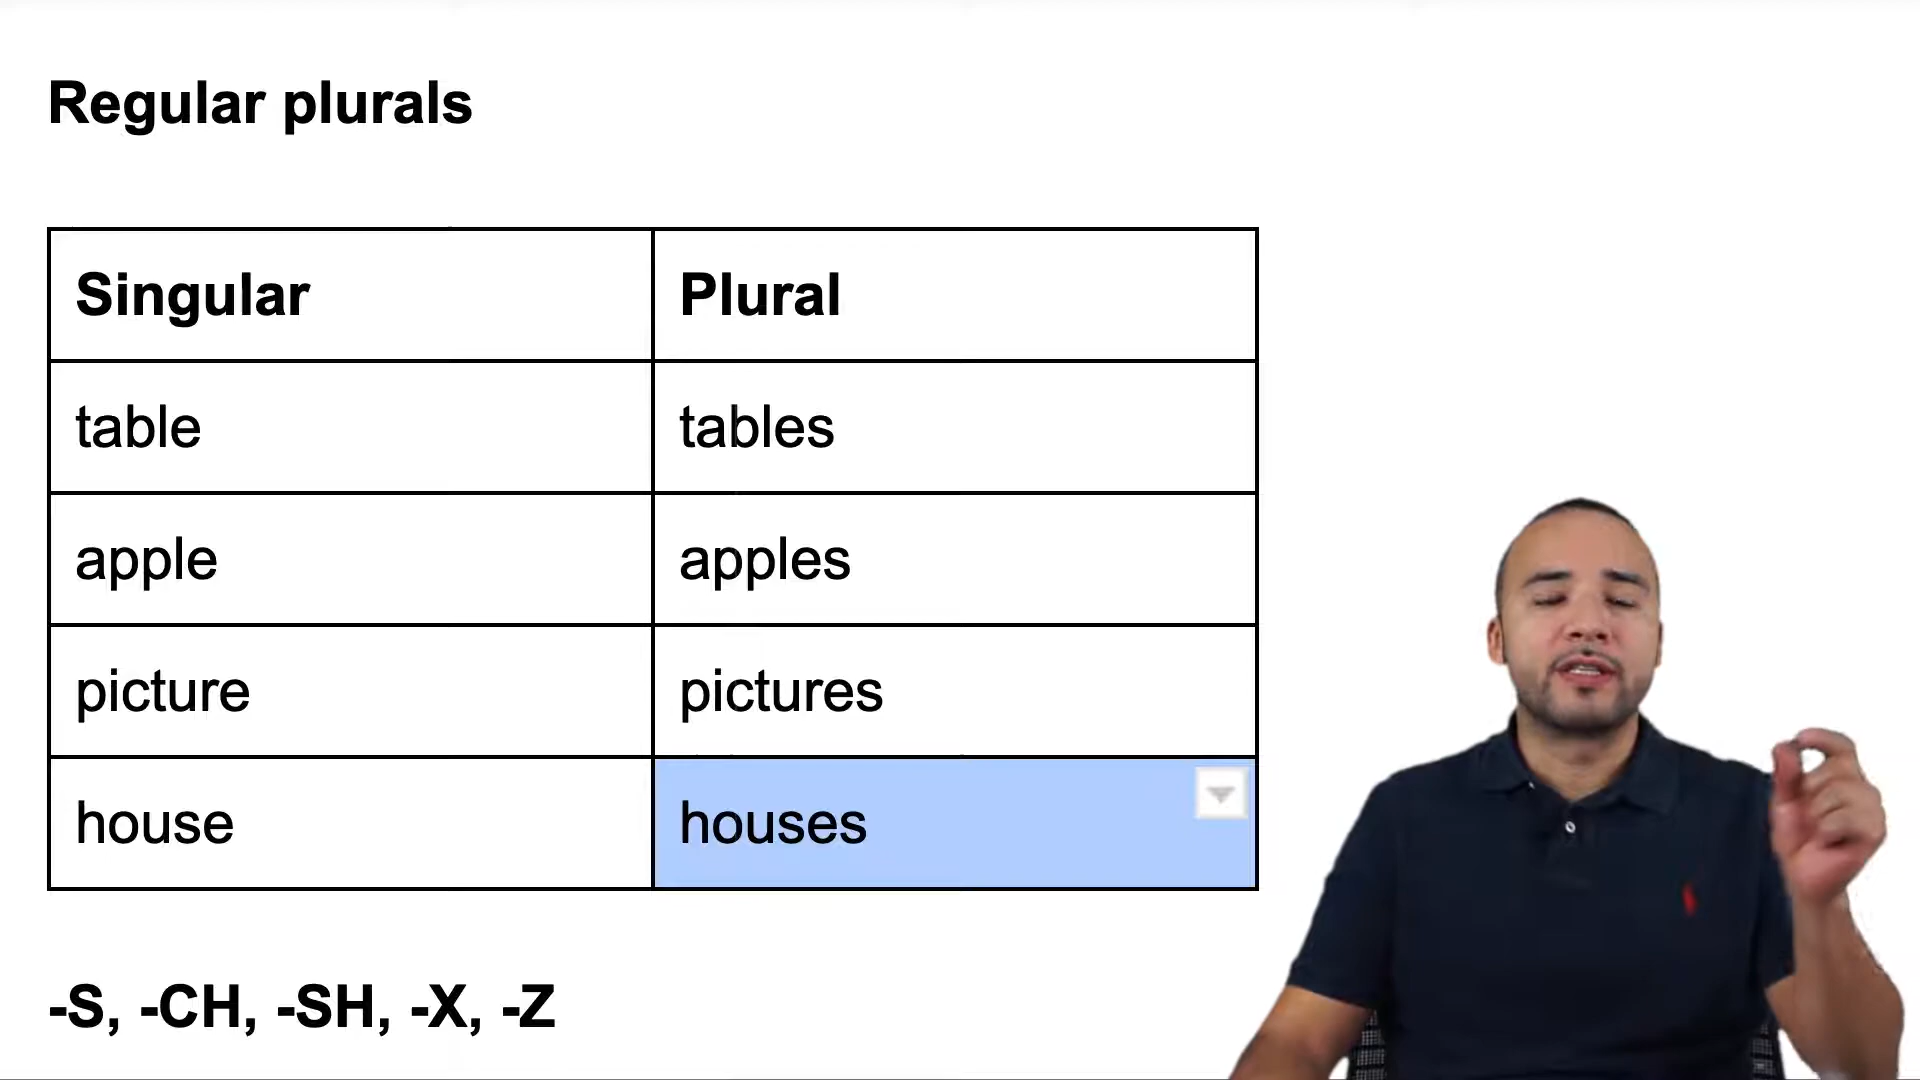 Regular plurals
Singular Plural
table tables
apple apples
picture pictures
house houses
-S, -CH, -SH, -X, -Z